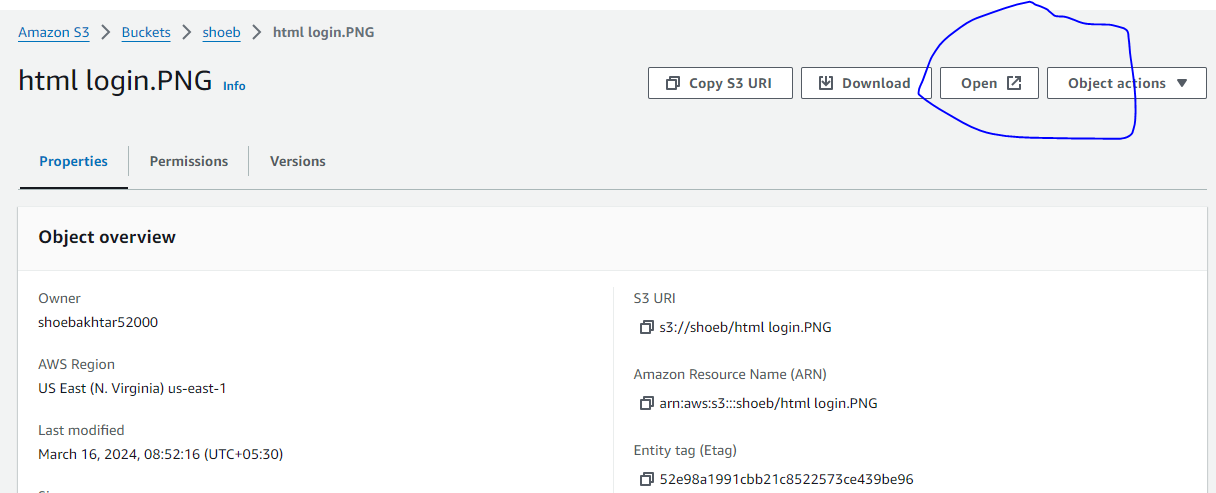 Amazon S3 > Buckets > shoeb > html login.PNG
html login.PNG Info
Copy S3 URI Download Open Object actions
Properties Permissions Versions
Object overview
Owner
shoebakhtar52000
AWS Region
US East (N. Virginia) us-east-1
Last modified
March 16, 2024, 08:52:16 (UTC+05:30)
S3 URI
s3://shoeb/html login.PNG
Amazon Resource Name (ARN)
arn:aws:s3:::shoeb/html login.PNG
Entity tag (Etag)
52e98a1991cbb21c8522573ce439be96